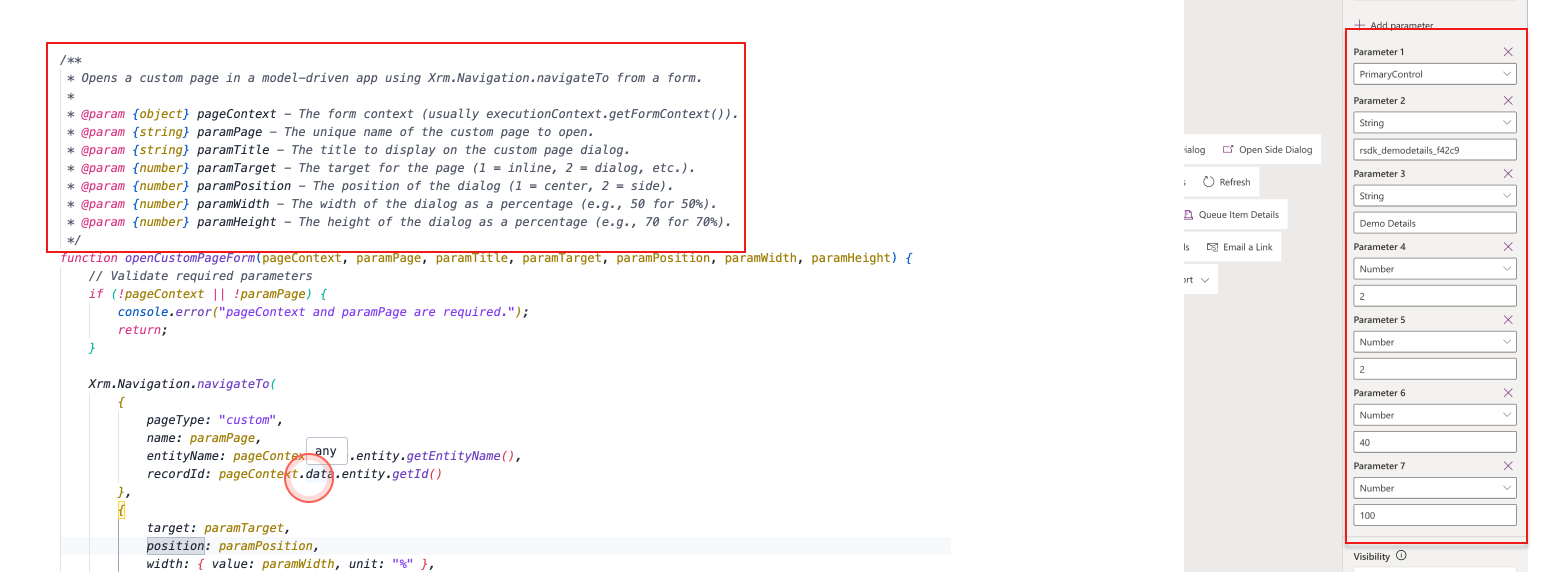 /**
* Opens a custom page in a model-driven app using Xrm.Navigation.navigateTo from a form.
*
* @param {object} pageContext - The form context (usually executionContext.getFormContext()).
* @param {string} paramPage - The unique name of the custom page to open.
* @param {string} paramTitle - The title to display on the custom page dialog.
* @param {number} paramTarget - The target for the page (1 = inline, 2 = dialog, etc.).
* @param {number} paramPosition - The position of the dialog (1 = center, 2 = side).
* @param {number} paramWidth - The width of the dialog as a percentage (e.g., 50 for 50%).
* @param {number} paramHeight - The height of the dialog as a percentage (e.g., 70 for 70%).
*/
function openCustomPageForm(pageContext, paramPage, paramTitle, paramTarget, paramPosition, paramWidth, paramHeight) {
// Validate required parameters
if (!pageContext || !paramPage) {
console.error("pageContext and paramPage are required.");
return;
}
Xrm.Navigation.navigateTo(
{
pageType: "custom",
name: paramPage,
any
entityName: pageContex .entity.getEntityName(),
recordId: pageContext.data.entity.getId()
},
{
target: paramTarget,
position: paramPosition,
width: { value: paramWidth, unit: "%" },
ialog Open Side Dialog
s Refresh
Queue Item Details
ls Email a Link
ort
+ Add parameter
Parameter 1
PrimaryControl
Parameter 2
String
rsdk_demodetails_f42c9
Parameter 3
String
Demo Details
Parameter 4
Number
2
Parameter 5
Number
2
Parameter 6
Number
40
Parameter 7
Number
100
Visibility